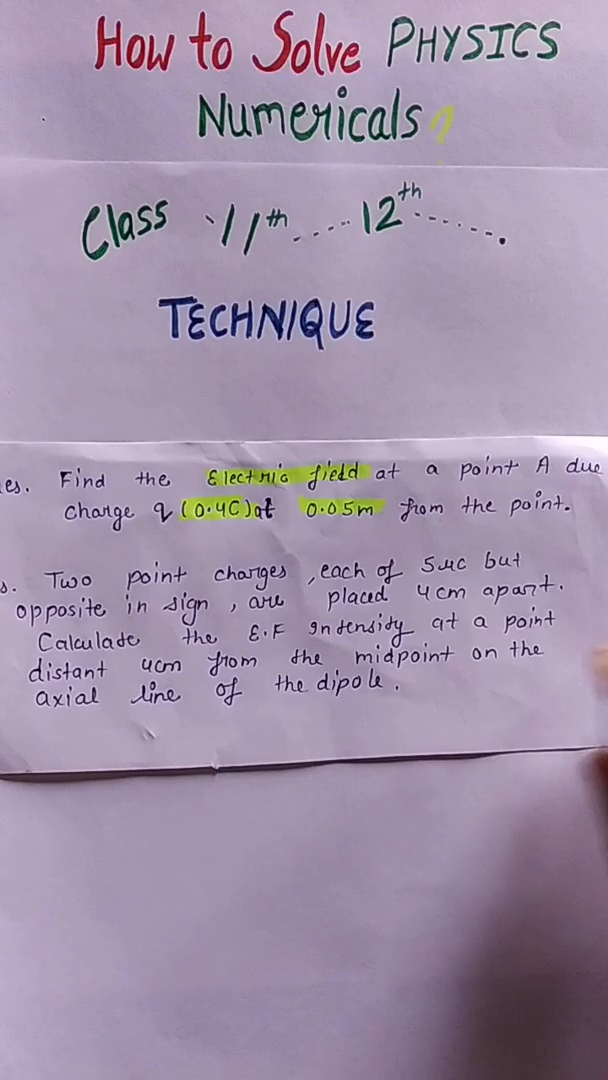 How to Solve PHYSICS
Numericals?
Class 11th.....12th.......
TECHNIQUE
es. Find the Electric field at a point A due
charge q (0.4C) at 0.05m from the point.
s. Two point charges, each of 5uc but
opposite in sign, are placed 4cm apart.
Calculate the E.F intensity at a point
distant 4cm from the midpoint on the
axial line of the dipole.